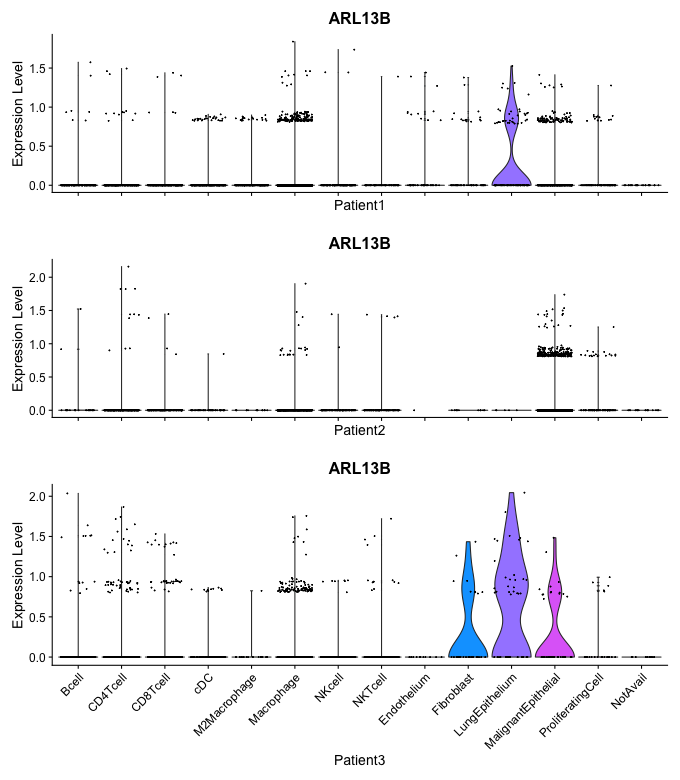 ARL13B
Expression Level
1.5
1.0
0.5
0.0
Patient1
ARL13B
Expression Level
2.0
1.5
1.0
0.5
0.0
Patient2
ARL13B
Expression Level
2.0
1.5
1.0
0.5
0.0
Bcell
CD4Tcell
CD8Tcell
cDC
M2Macrophage
Macrophage
NKcell
NKTcell
Endothelium
Fibroblast
LungEpithelium
MalignantEpithelial
ProliferatingCell
NotAvail
Patient3